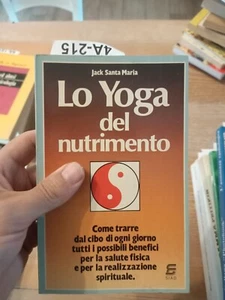 4A-215
Jack Santa Maria
Lo Yoga
del
nutrimento
Come trarre
dal cibo di ogni giorno
tutti i possibili benefici
per la salute fisica
e per la realizzazione
spirituale.